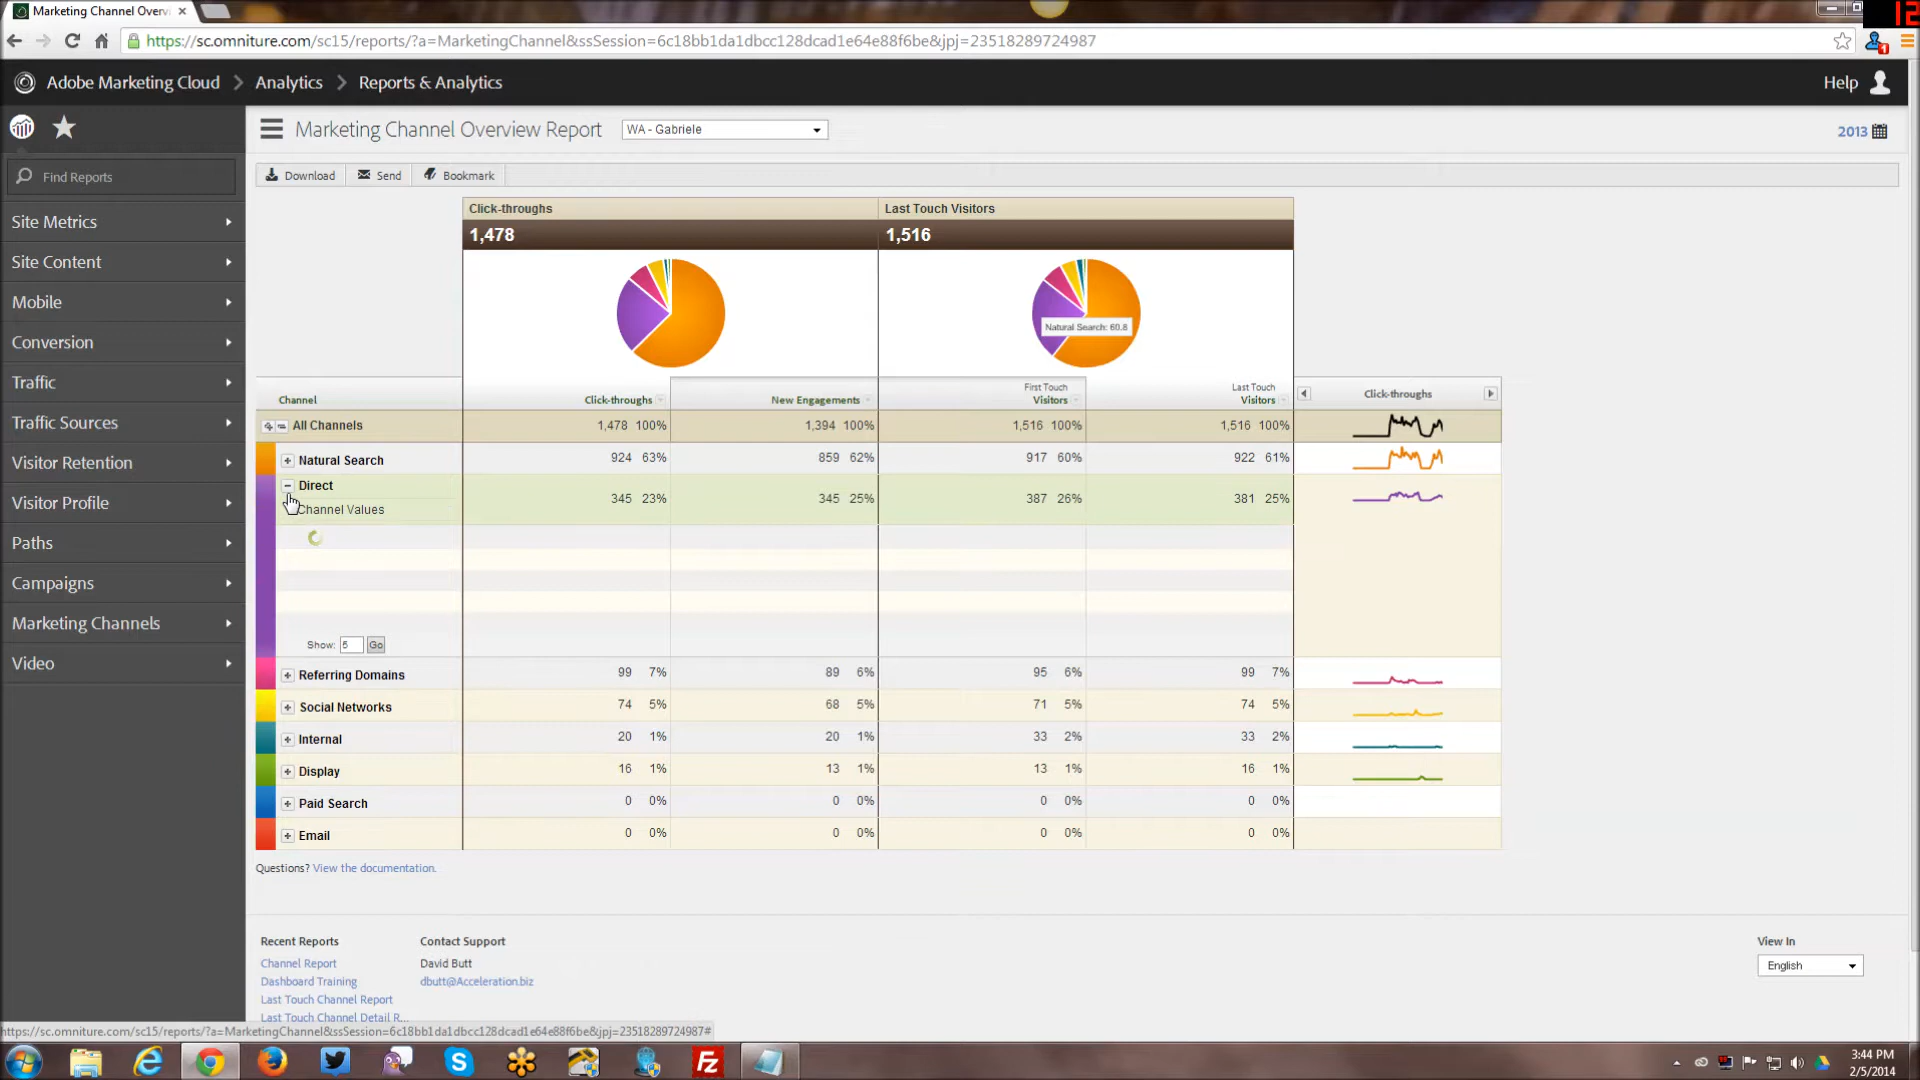 Marketing Channel Overv
12
https://sc.omniture.com/sc15/reports/?a=MarketingChannel&ssSession=6c18bb1da1dbcc128dcad1e64e88f6be&jpj=23518289724987
1
Adobe Marketing Cloud > Analytics > Reports & Analytics
Help
Marketing Channel Overview Report
WA - Gabriele
2013
Find Reports
Download
Send
Bookmark
Site Metrics
Site Content
Mobile
Conversion
Traffic
Traffic Sources
Visitor Retention
Visitor Profile
Paths
Campaigns
Marketing Channels
Video
Click-throughs Last Touch Visitors
1,478 1,516
Natural Search: 60.8
Channel Click-throughs New Engagements First Touch Visitors Last Touch Visitors Click-throughs
All Channels 1,478 100% 1,394 100% 1,516 100% 1,516 100%
Natural Search 924 63% 859 62% 917 60% 922 61%
Direct 345 23% 345 25% 387 26% 381 25%
Channel Values
Show: 5 Go
Referring Domains 99 7% 89 6% 95 6% 99 7%
Social Networks 74 5% 68 5% 71 5% 74 5%
Internal 20 1% 20 1% 33 2% 33 2%
Display 16 1% 13 1% 13 1% 16 1%
Paid Search 0 0% 0 0% 0 0% 0 0%
Email 0 0% 0 0% 0 0% 0 0%
Questions? View the documentation.
Recent Reports
Channel Report
Dashboard Training
Last Touch Channel Report
Last Touch Channel Detail R...
Contact Support
David Butt
dbutt@Acceleration.biz
View In
English
https://sc.omniture.com/sc15/reports/?a=MarketingChannel&ssSession=6c18bb1da1dbcc128dcad1e64e88f6be&jpj=23518289724987#
Fz
3:44 PM
2/5/2014